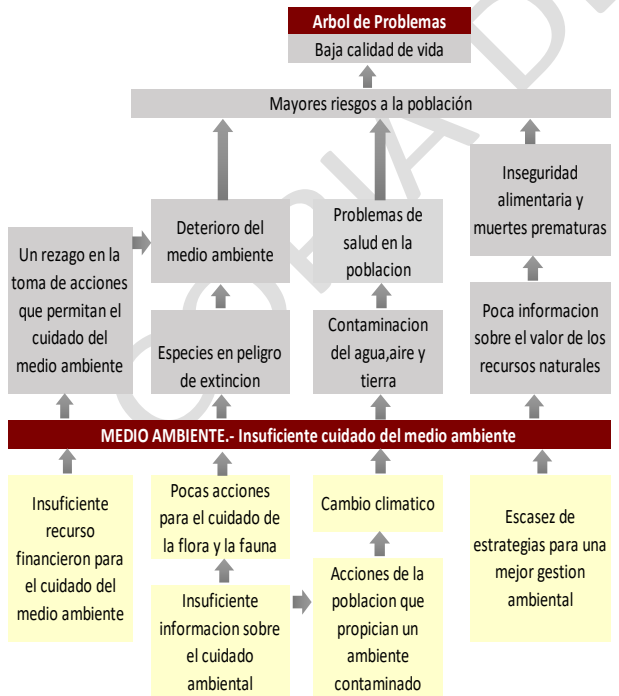 Arbol de Problemas
Baja calidad de vida
Mayores riesgos a la población
Un rezago en la
toma de acciones
que permitan el
cuidado del
medio ambiente
Deterioro del
medio ambiente
Especies en peligro
de extincion
Problemas de
salud en la
poblacion
Contaminacion
del agua,aire y
tierra
Inseguridad
alimentaria y
muertes prematuras
Poca informacion
sobre el valor de los
recursos naturales
MEDIO AMBIENTE.- Insuficiente cuidado del medio ambiente
Insuficiente
recurso
financieron para
el cuidado del
medio ambiente
Pocas acciones
para el cuidado de
la flora y la fauna
Insuficiente
informacion sobre
el cuidado
ambiental
Cambio climatico
Acciones de la
poblacion que
propician un
ambiente
contaminado
Escasez de
estrategias para una
mejor gestion
ambiental
COPIA D